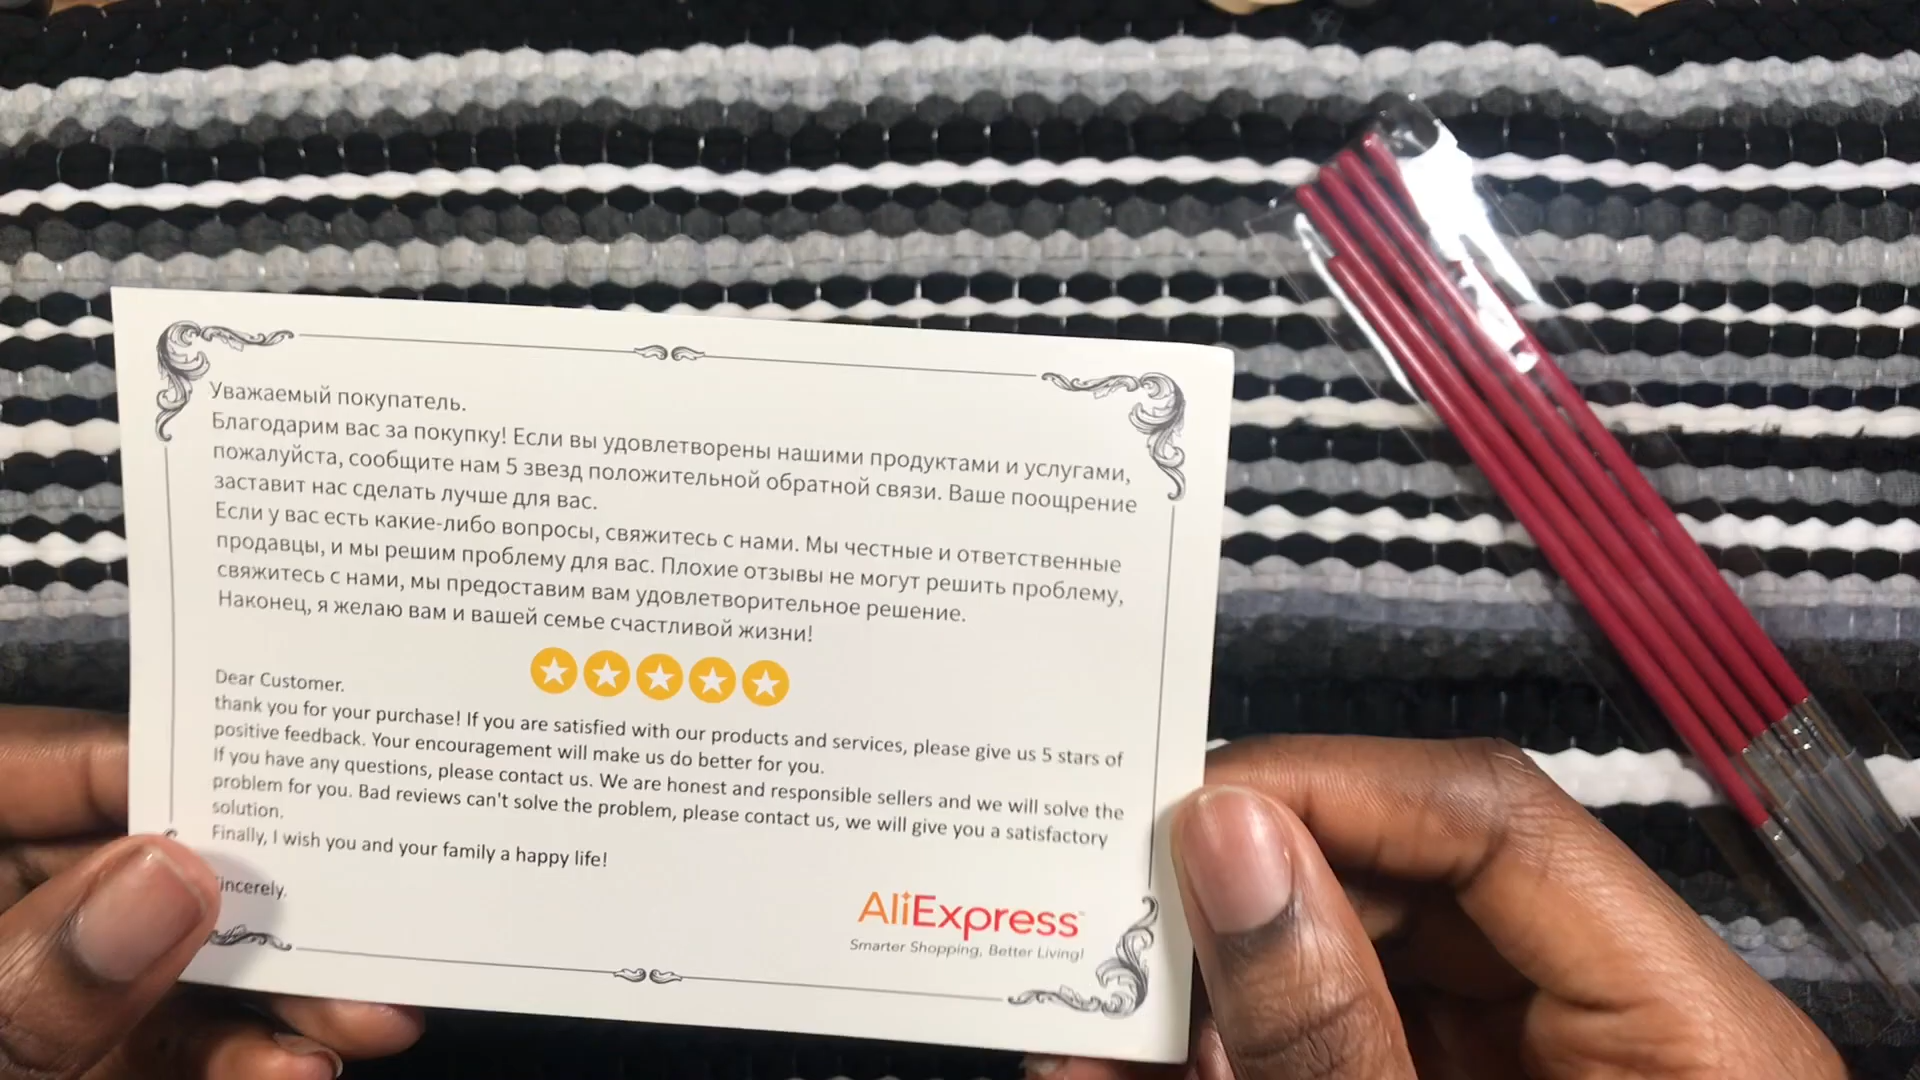 Уважаемый покупатель.
Благодарим вас за покупку! Если вы удовлетворены нашими продуктами и услугами,
пожалуйста, сообщите нам 5 звезд положительной обратной связи. Ваше поощрение
заставит нас сделать лучше для вас.
Если у вас есть какие-либо вопросы, свяжитесь с нами. Мы честные и ответственные
продавцы, и мы решим проблему для вас. Плохие отзывы не могут решить проблему,
свяжитесь с нами, мы предоставим вам удовлетворительное решение.
Наконец, я желаю вам и вашей семье счастливой жизни!
Dear Customer.
thank you for your purchase! If you are satisfied with our products and services, please give us 5 stars of
positive feedback. Your encouragement will make us do better for you.
If you have any questions, please contact us. We are honest and responsible sellers and we will solve the
problem for you. Bad reviews can't solve the problem, please contact us, we will give you a satisfactory
solution.
Finally, I wish you and your family a happy life!
incerely.
AliExpress
Smarter Shopping, Better Living!